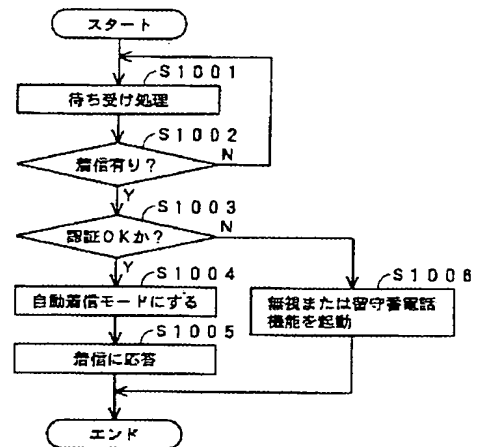 スタート
S1001
待ち受け処理
S1002
着信有り？
N
Y
S1003
認証OKか？
N
Y
S1004
自動着信モードにする
S1006
無視または留守番電話
機能を起動
S1005
着信に応答
エンド